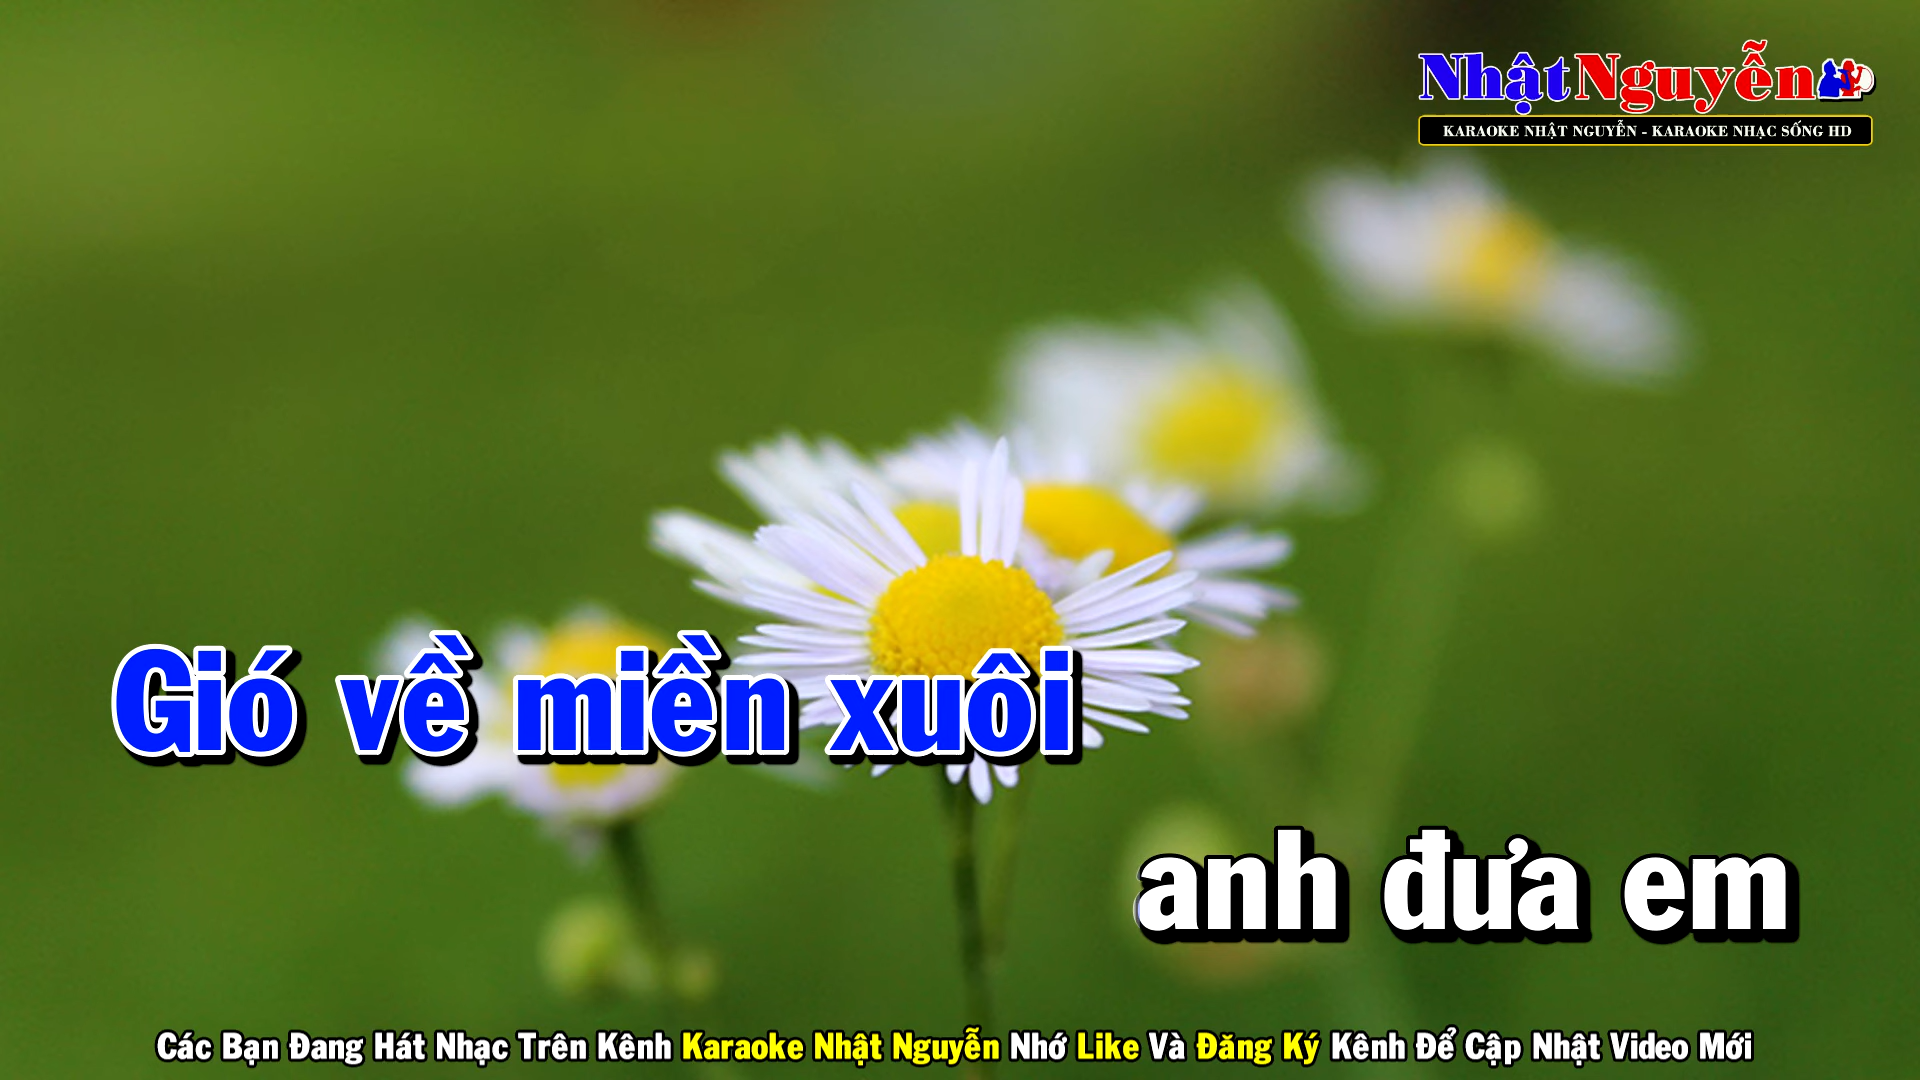 Nhật Nguyễn
KARAOKE NHẬT NGUYỄN - KARAOKE NHẠC SỐNG HD
Gió về miền xuôi
anh đưa em
Các Bạn Đang Hát Nhạc Trên Kênh Karaoke Nhật Nguyễn Nhớ Like Và Đăng Ký Kênh Để Cập Nhật Video Mới